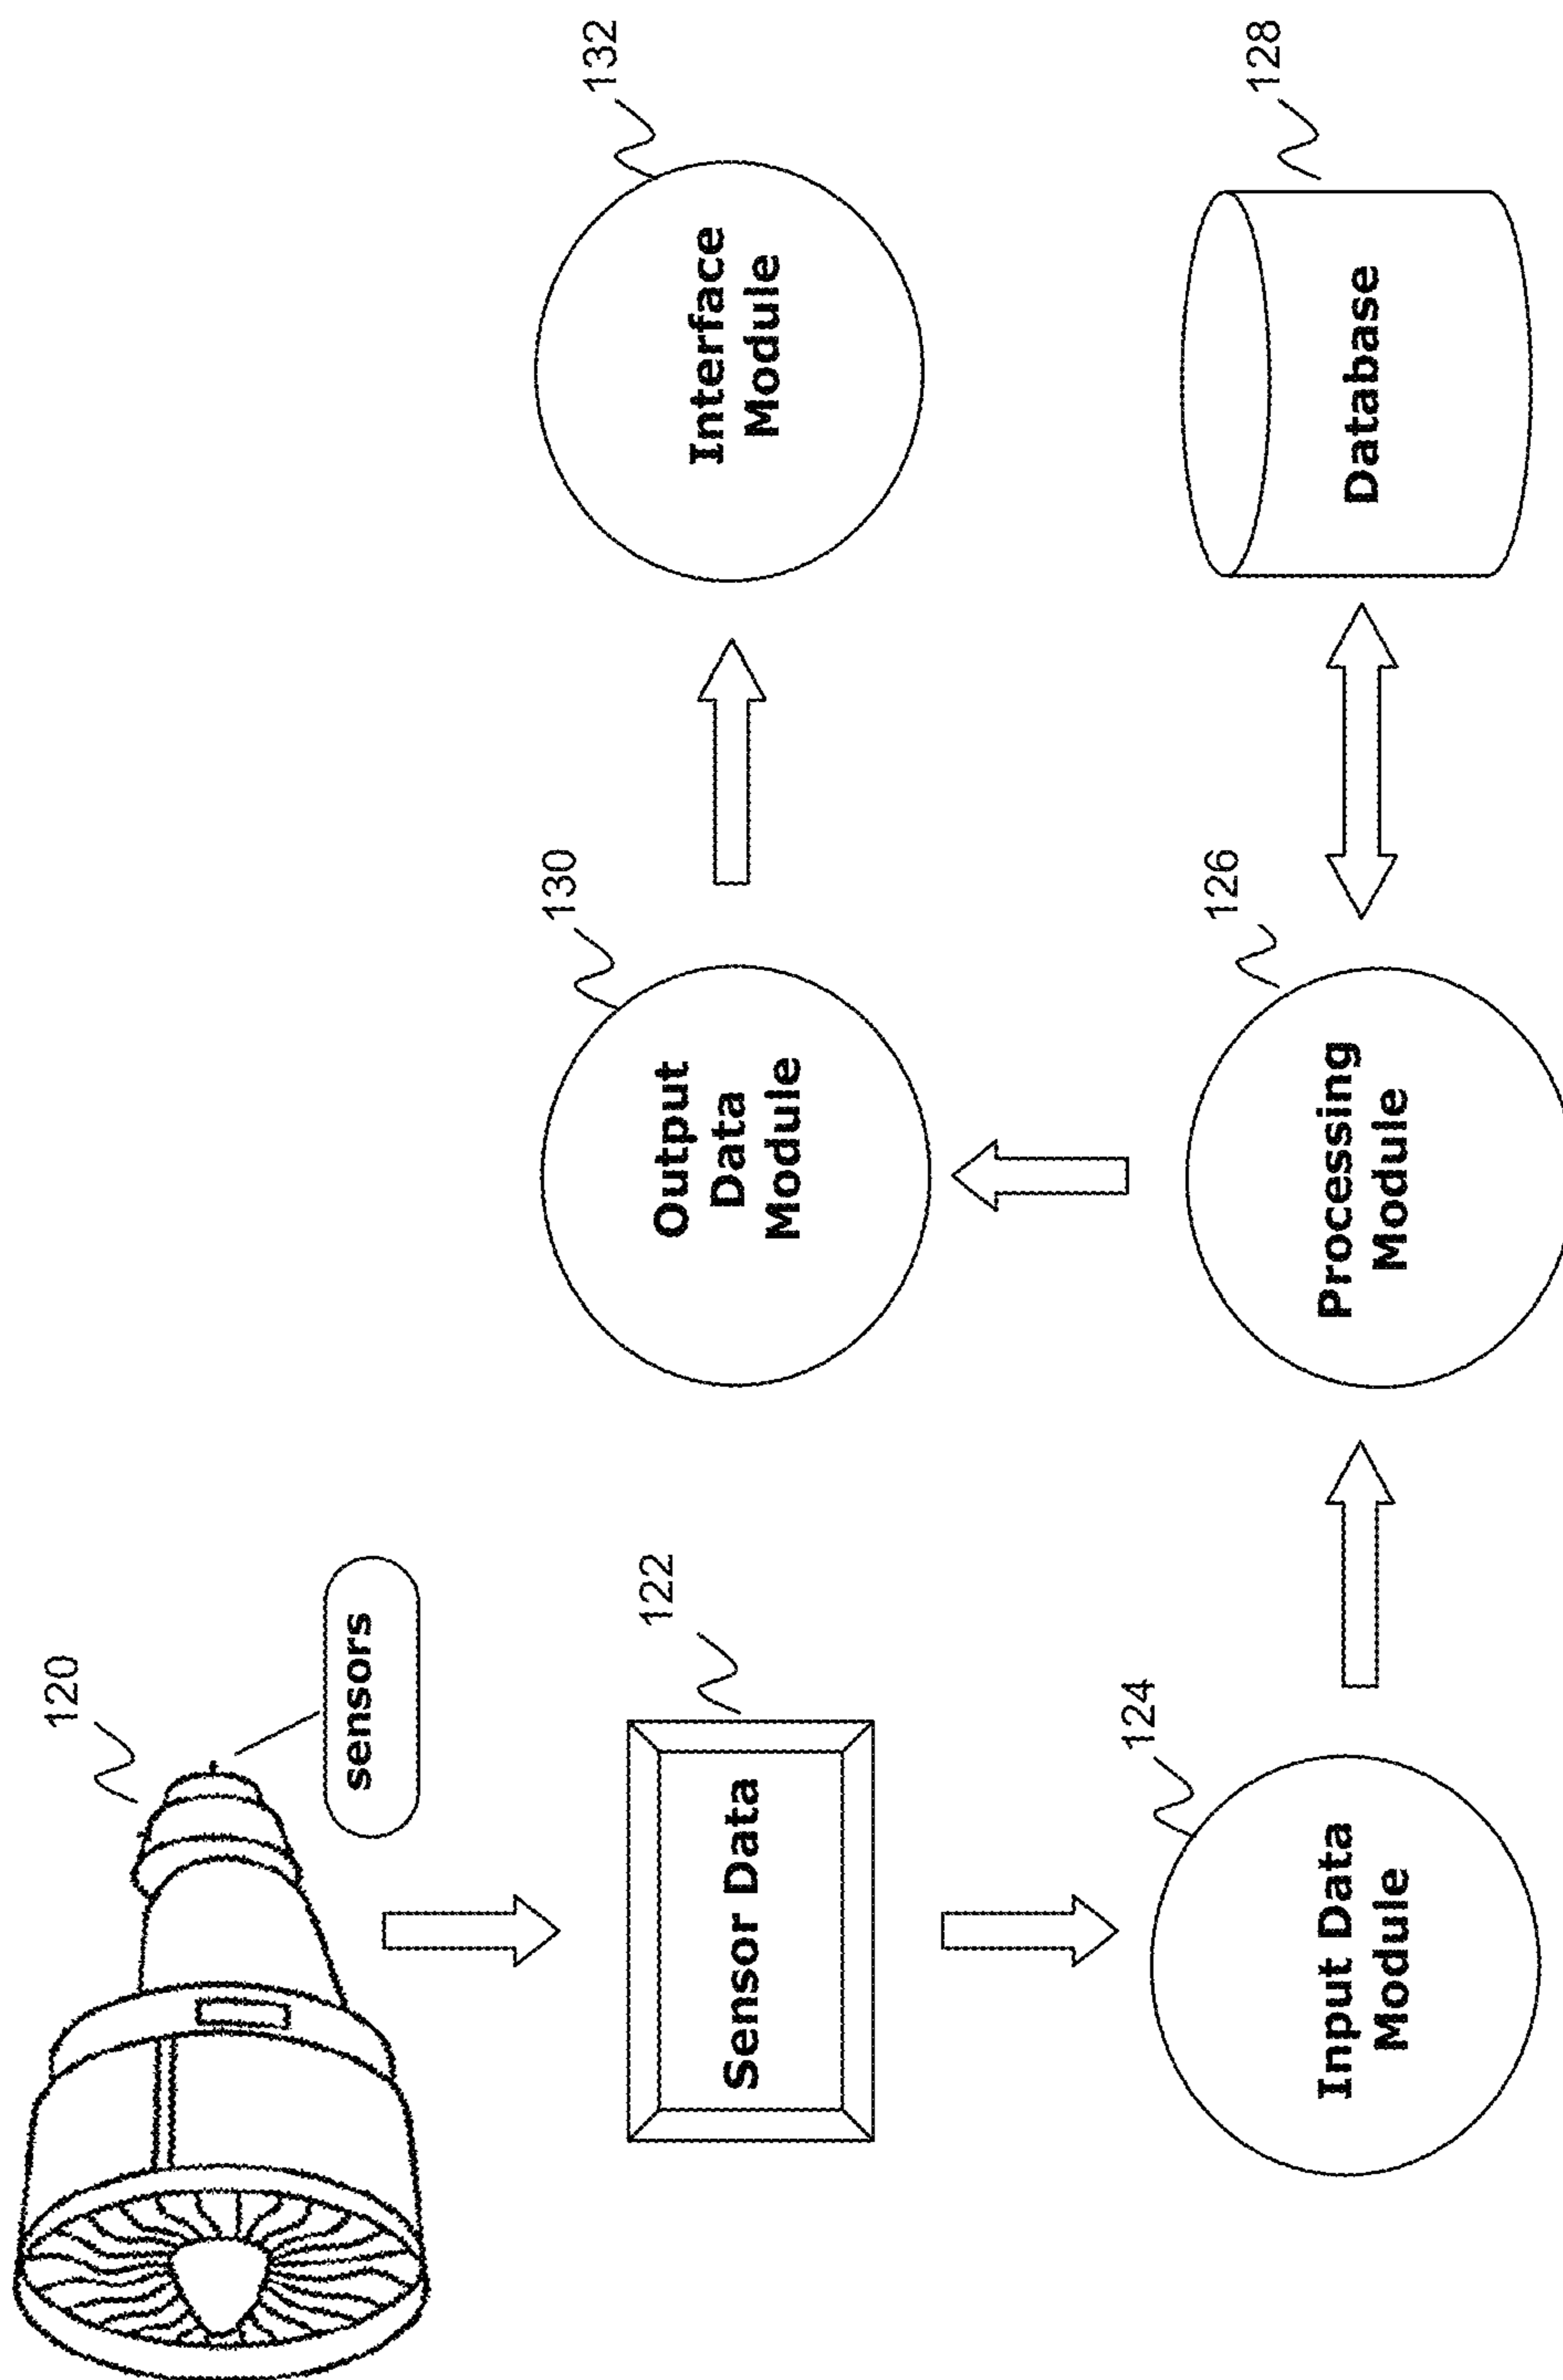 120
sensors
122
Sensor Data
124
Input Data
Module
126
Processing
Module
128
Database
130
Output
Data
Module
132
Interface
Module